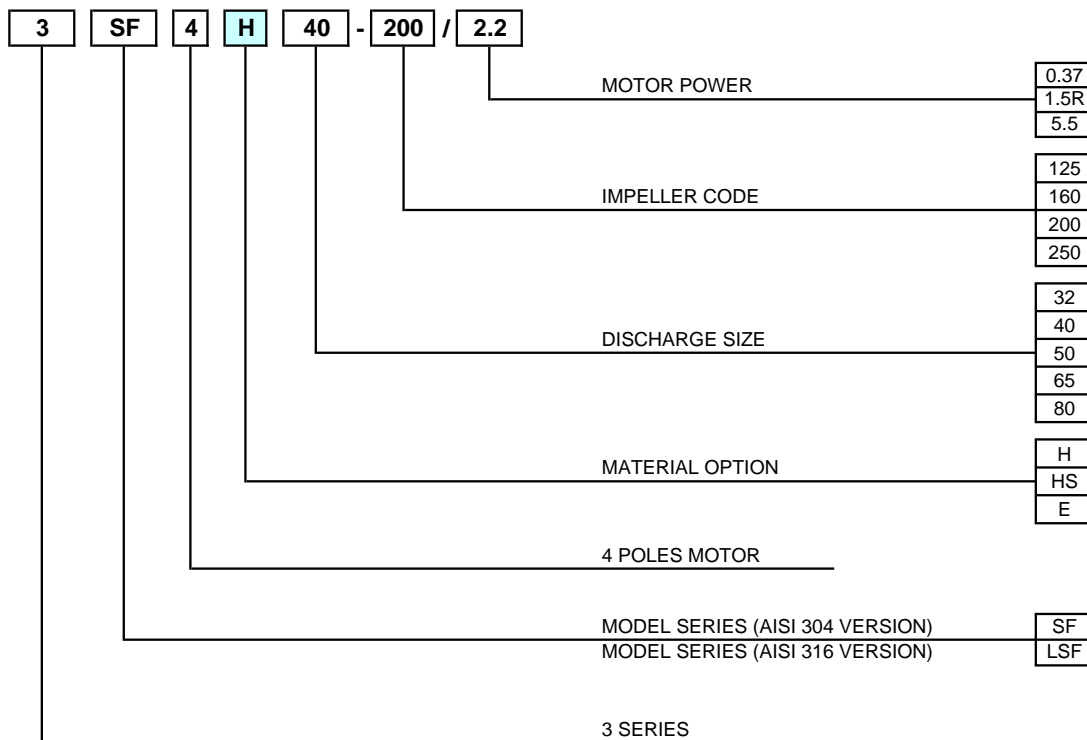 3 SF 4 H 40 - 200 / 2.2
MOTOR POWER
0.37
1.5R
5.5
IMPELLER CODE
125
160
200
250
DISCHARGE SIZE
32
40
50
65
80
MATERIAL OPTION
H
HS
E
4 POLES MOTOR
MODEL SERIES (AISI 304 VERSION) SF
MODEL SERIES (AISI 316 VERSION) LSF
3 SERIES